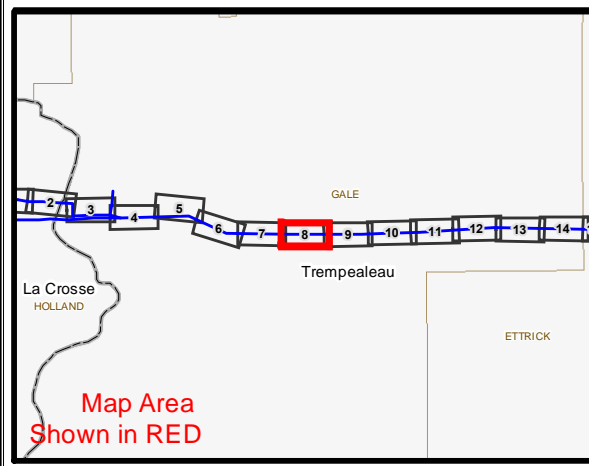 GALE
2
3
4
5
6
7
8
9
10
11
12
13
14
Trempealeau
La Crosse
HOLLAND
ETTRICK
Map Area
Shown in RED